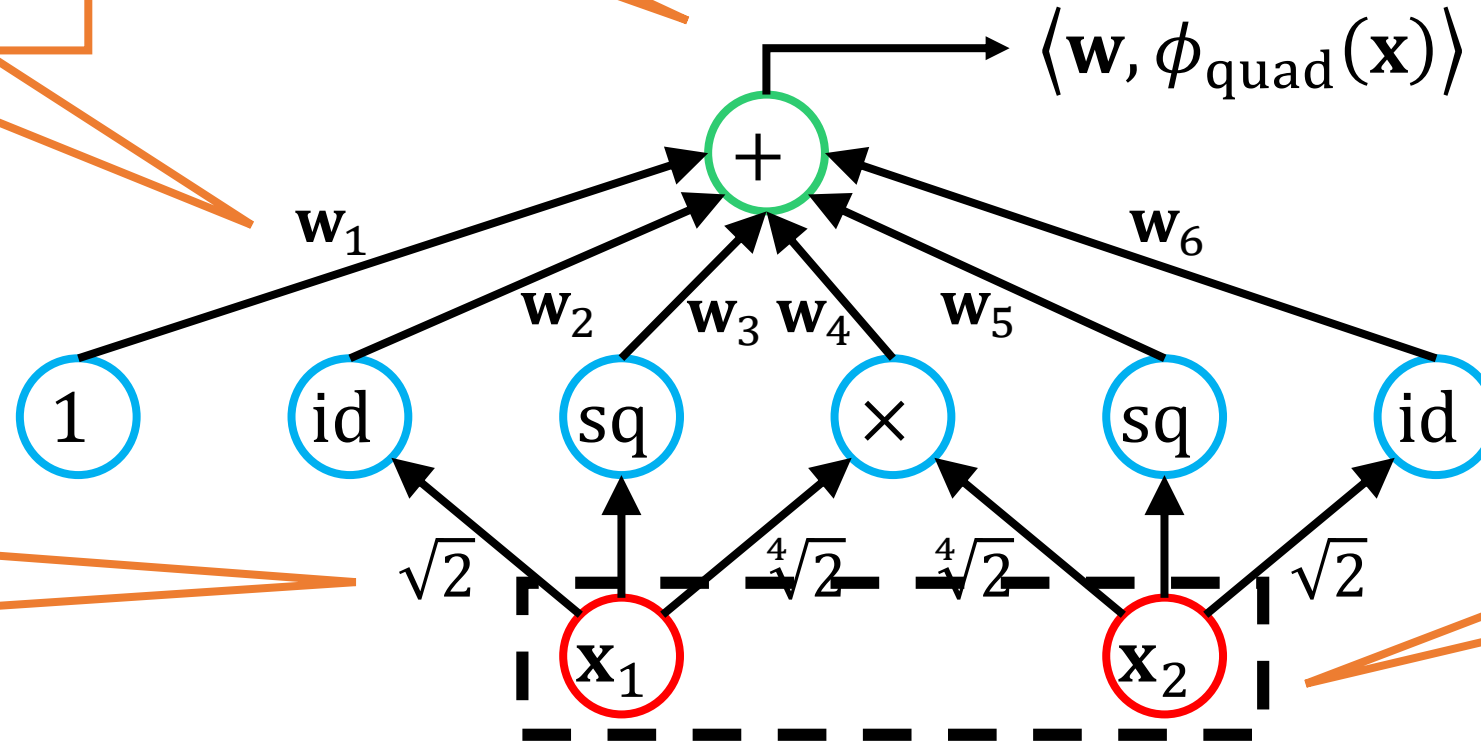 ⟨𝐰, ϕquad(𝐱)⟩
+
𝐰₁ 𝐰₆
𝐰₂ 𝐰₃ 𝐰₄ 𝐰₅
1 id sq × sq id
√2 ∜2 ∜2 √2
𝐱₁ 𝐱₂